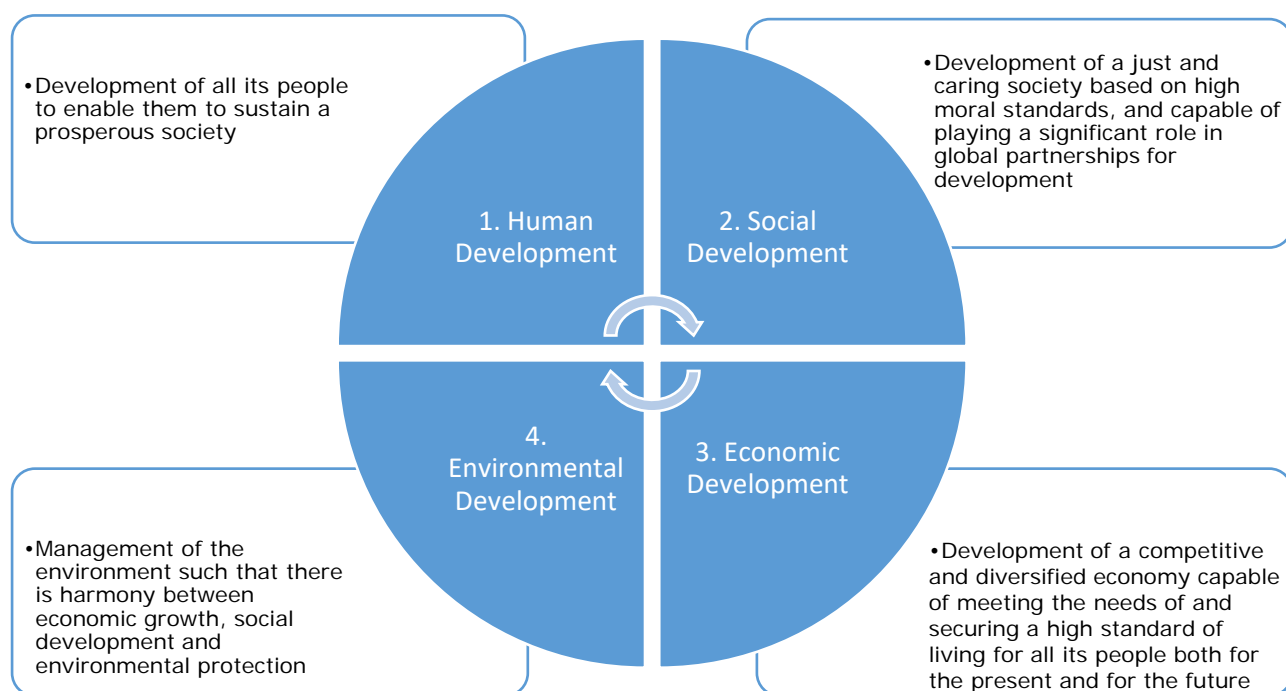 •Development of all its people
to enable them to sustain a
prosperous society
•Development of a just and
caring society based on high
moral standards, and capable of
playing a significant role in
global partnerships for
development
1. Human
Development
2. Social
Development
4.
Environmental
Development
3. Economic
Development
•Management of the
environment such that there
is harmony between
economic growth, social
development and
environmental protection
•Development of a competitive
and diversified economy capable
of meeting the needs of and
securing a high standard of
living for all its people both for
the present and for the future